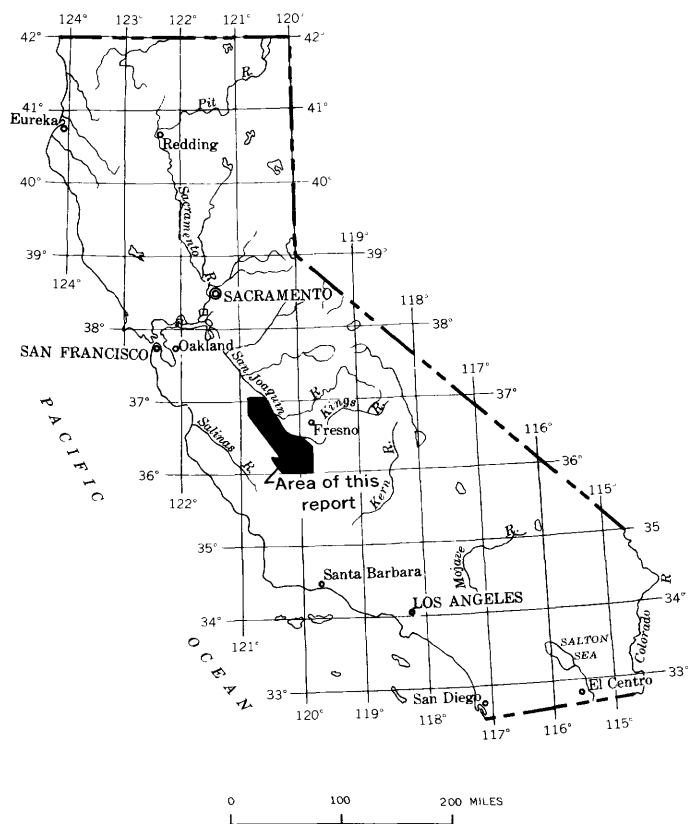 124° 123° 122° 121° 120°
42° 42°
R.
Pit
41° 41°
Eureka
Redding
40° 40°
Sacramento
R.
119°
39° 39°
124°
SACRAMENTO
118°
38° 38°
SAN FRANCISCO Oakland
San Joaquin
117°
R.
Kings
R.
37° 37°
Fresno
PACIFIC
Salinas
R.
116°
R.
Kern
36° 36°
Area of this
report
122°
115°
35
R.
Mojave
35°
Santa Barbara
R
LOS ANGELES
34°
34°
121°
Colorado
SALTON
SEA
OCEAN
33°
El Centro
33°
San Diego
120° 119° 118° 117° 116° 115°
0 100 200 MILES